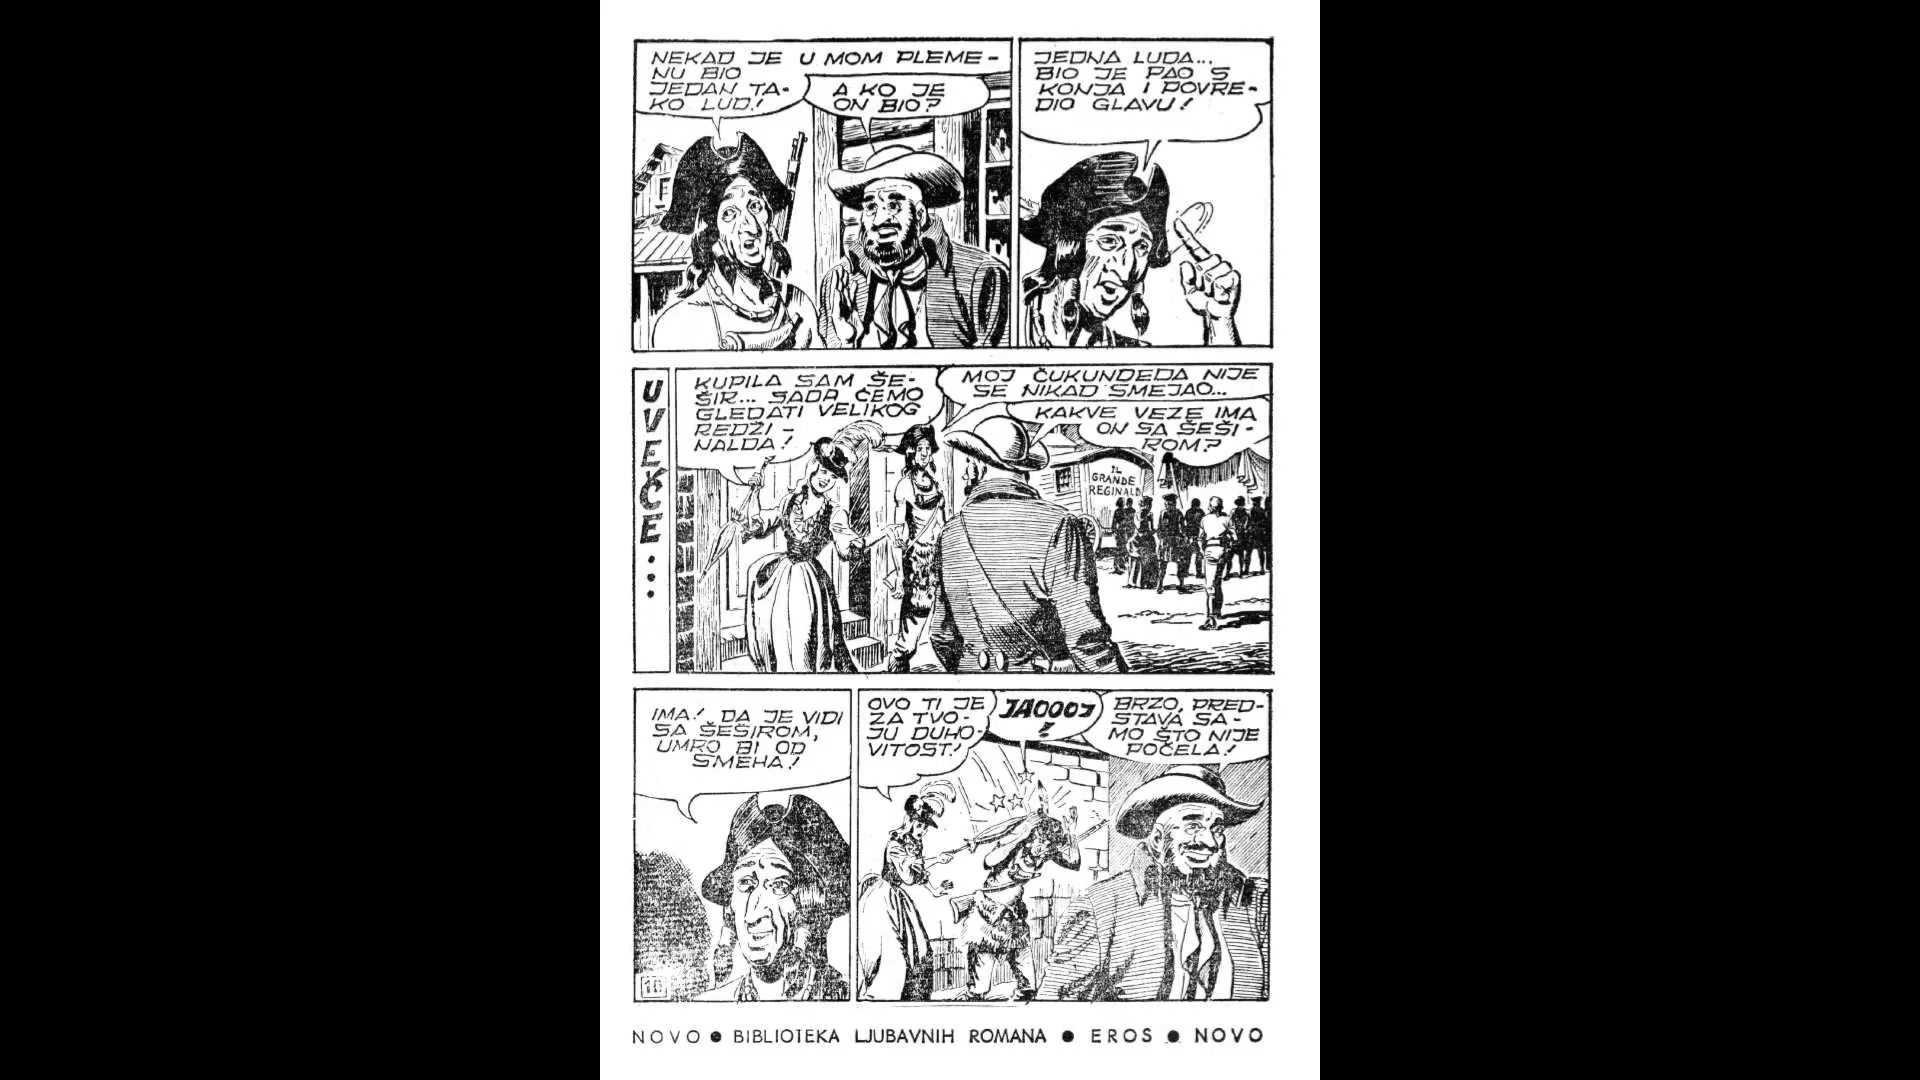 NEKAD JE U MOM PLEME-
NU BIO
JEDAN TA-
KO LUD!
A KO JE
ON BIO?
JEDNA LUDA...
BIO JE PAO S
KONJA I POVRE-
DIO GLAVU!
UVEČE...
KUPILA SAM ŠE-
ŠIR... SADA ĆEMO
GLEDATI VELIKOG
REDŽI-
NALDA!
MOJ ČUKUNDEDA NIJE
SE NIKAD SMEJAO...
KAKVE VEZE IMA
ON SA ŠEŠI-
ROM?
IL
GRANDE
REGINALD
IMA! DA JE VIDI
SA ŠEŠIROM,
UMRO BI OD
SMEHA!
OVO TI JE
ZA TVO-
JU DUHO-
VITOST!
JAOOOJ
!
BRZO, PRED-
STAVA SA-
MO ŠTO NIJE
POČELA!
NOVO ● BIBLIOTEKA LJUBAVNIH ROMANA ● EROS ● NOVO